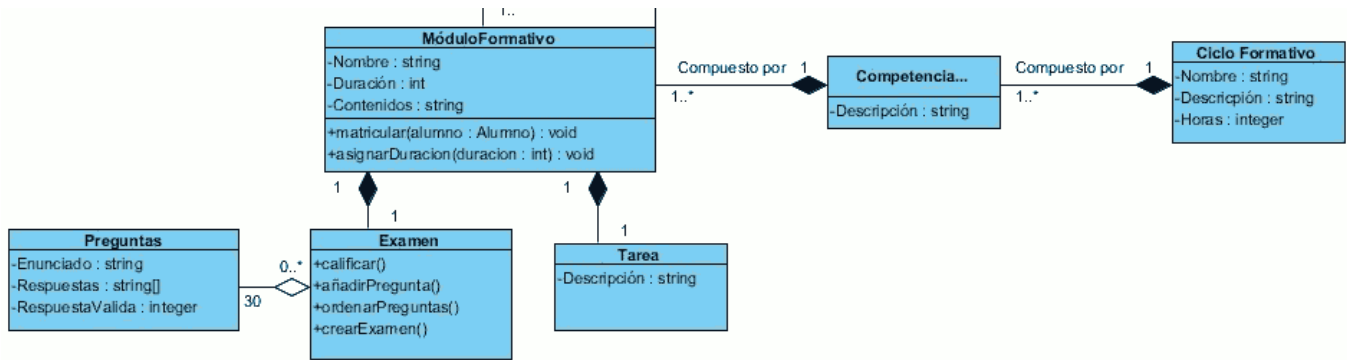 1..
MóduloFormativo
-Nombre : string
-Duración : int
-Contenidos : string
+matricular(alumno : Alumno) : void
+asignarDuracion(duracion : int) : void
Compuesto por 1
1..*
Competencia...
-Descripción : string
Compuesto por 1
1..*
Ciclo Formativo
-Nombre : string
-Descricpión : string
-Horas : integer
1
1
1
1
Preguntas
-Enunciado : string
-Respuestas : string[]
-RespuestaValida : integer
0..*
30
Examen
+calificar()
+añadirPregunta()
+ordenarPreguntas()
+crearExamen()
Tarea
-Descripción : string